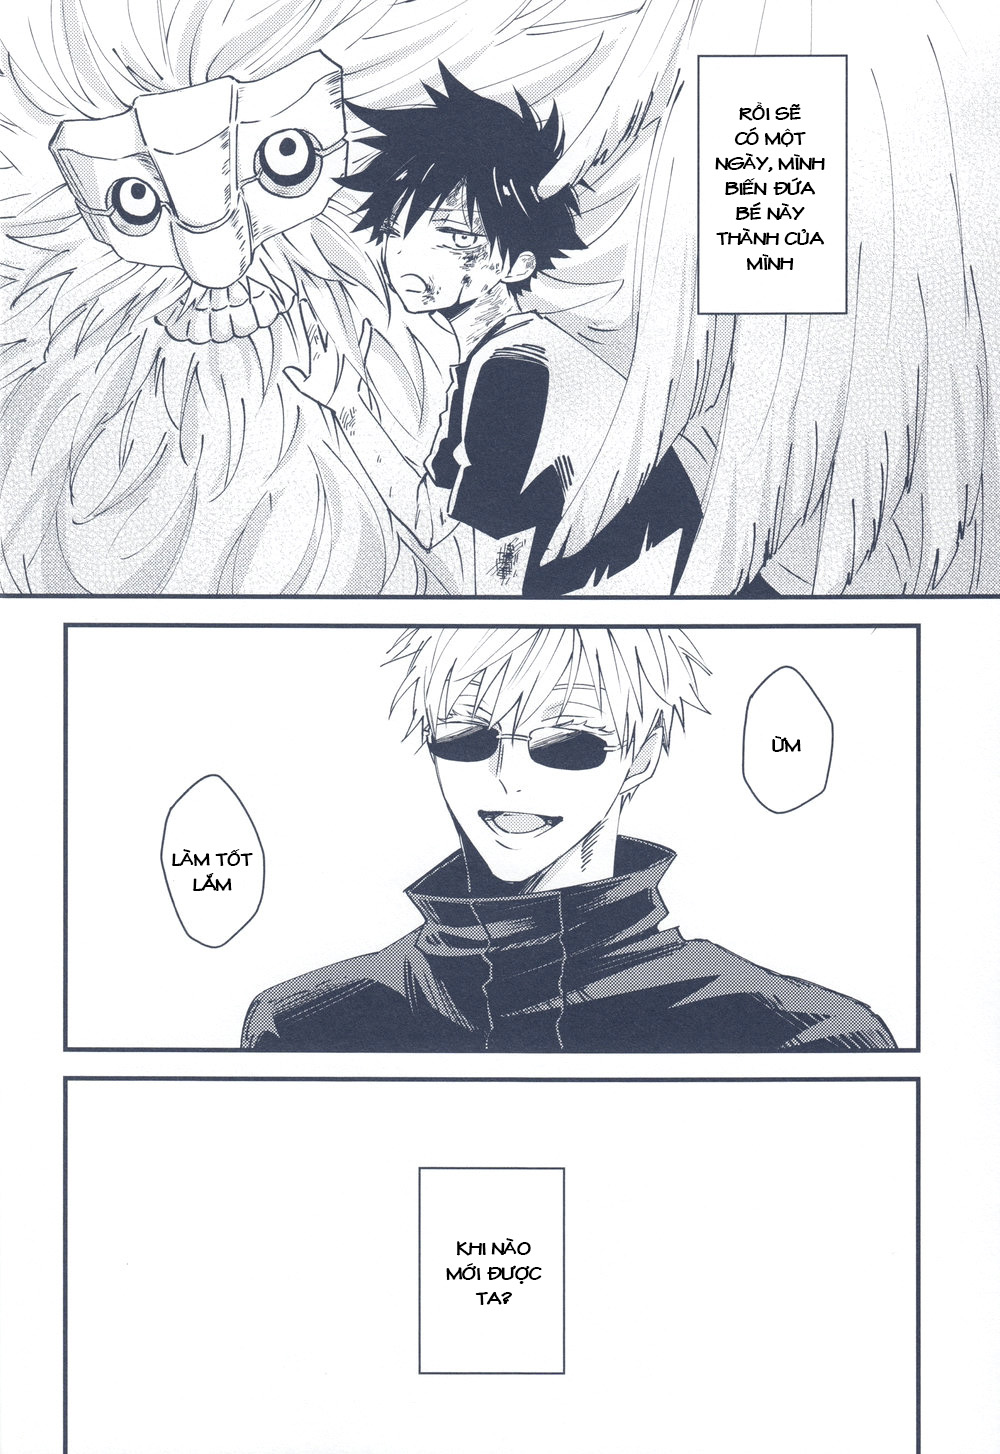 RỒI SẼ
CÓ MỘT
NGÀY, MÌNH
BIẾN ĐỨA
BÉ NÀY
THÀNH CỦA
MÌNH
ỪM
LÀM TỐT
LẮM
KHI NÀO
MỚI ĐƯỢC
TA?